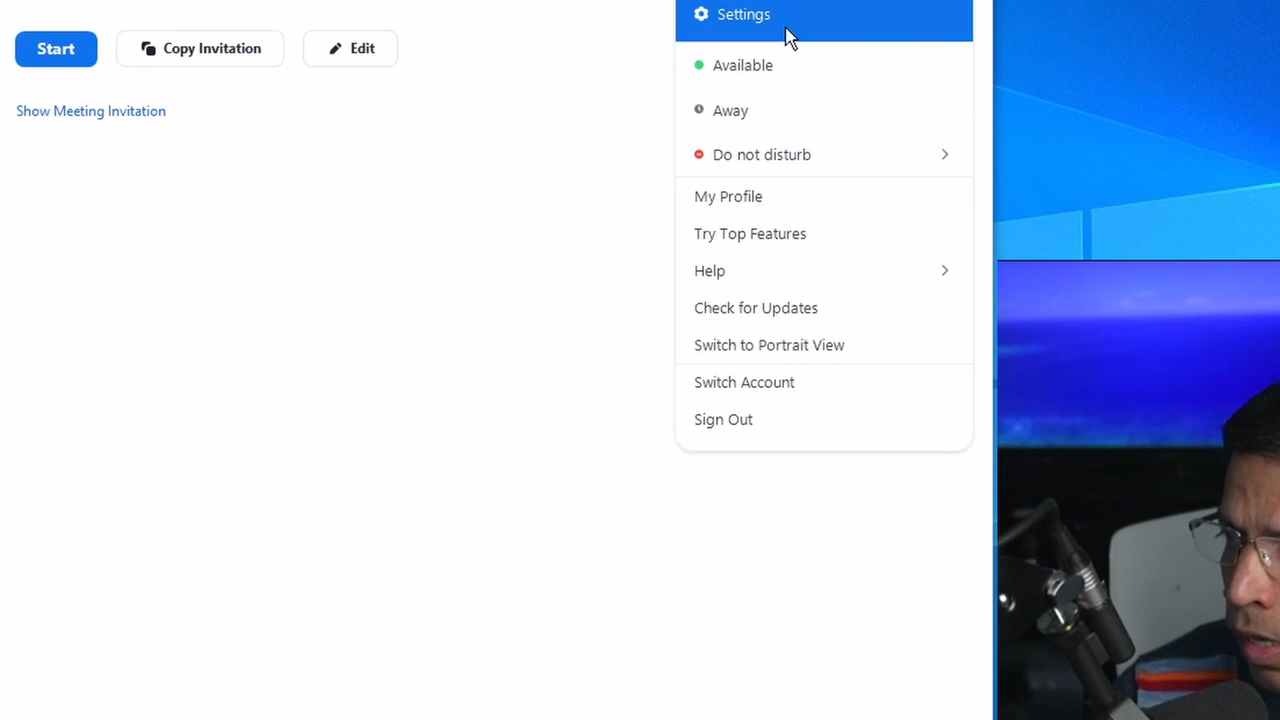 Start
Copy Invitation
Edit
Show Meeting Invitation
Settings
Available
Away
Do not disturb
My Profile
Try Top Features
Help
Check for Updates
Switch to Portrait View
Switch Account
Sign Out